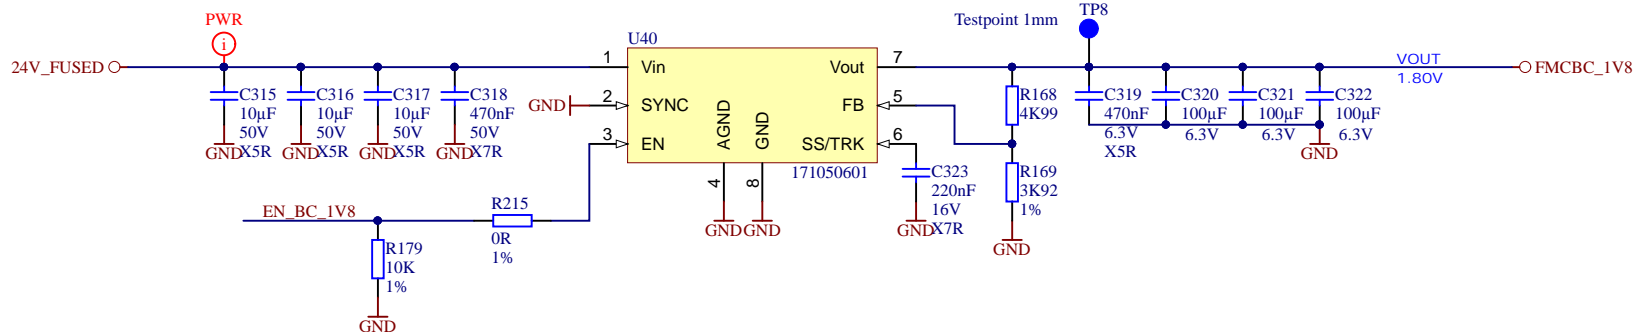 PWR
24V_FUSED
C315
10µF
50V
X5R
GND
C316
10µF
50V
X5R
GND
C317
10µF
50V
X5R
GND
C318
470nF
50V
X7R
GND
GND
U40
1
Vin
2
SYNC
3
EN
AGND
4
GND
8
Vout
7
FB
5
SS/TRK
6
171050601
GND
GND
EN_BC_1V8
R215
0R
1%
R179
10K
1%
GND
C323
220nF
16V
X7R
GND
R168
4K99
R169
3K92
1%
GND
Testpoint 1mm
TP8
C319
470nF
6.3V
X5R
C320
100µF
6.3V
C321
100µF
6.3V
C322
100µF
6.3V
GND
VOUT
1.80V
FMCBC_1V8